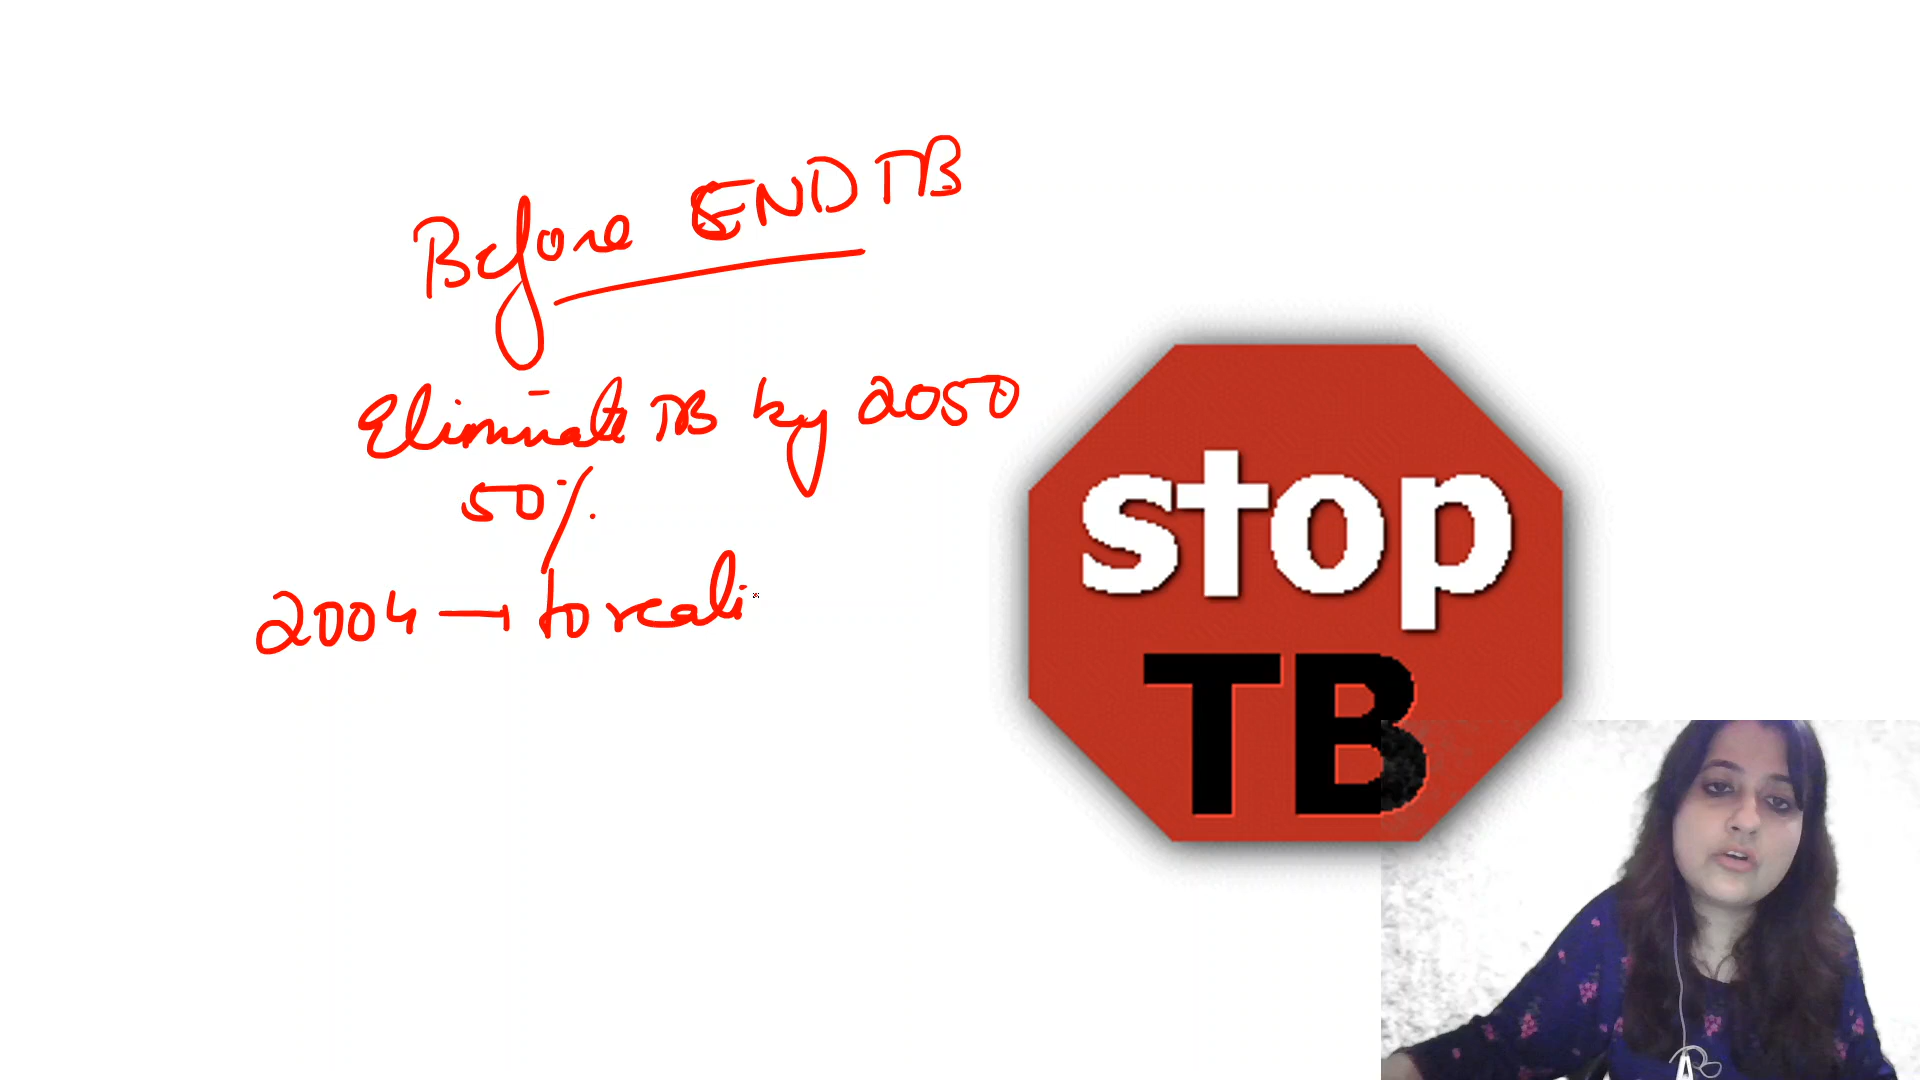 Before END TB
Eliminate TB by 2050
50%
2004 →
stop
TB